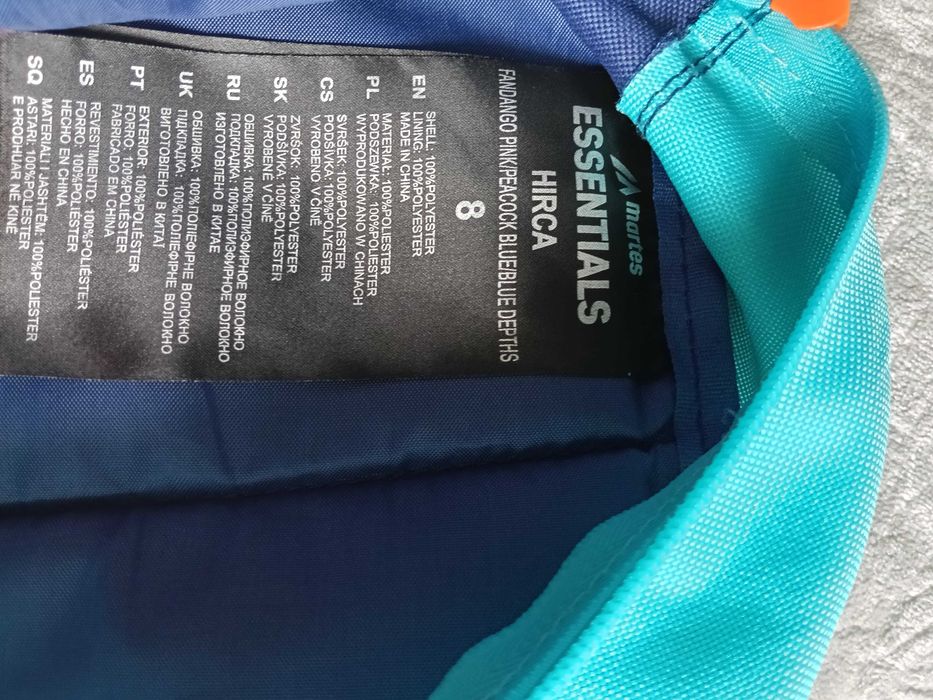 martes
ESSENTIALS
HIRCA
FANDANGO PINK/PEACOCK BLUE/BLUE DEPTHS
8
EN SHELL: 100%POLYESTER
LINING: 100%POLYESTER
MADE IN CHINA
PL MATERIAŁ: 100%POLIESTER
PODSZEWKA: 100%POLIESTER
WYPRODUKOWANO W CHINACH
CS SVRŠEK: 100%POLYESTER
PODŠÍVKA: 100%POLYESTER
VYROBENO V ČÍNĚ
SK ZVRŠOK: 100%POLYESTER
PODŠÍVKA: 100%POLYESTER
VYROBENÉ V ČÍNE
RU ОБШИВКА: 100%ПОЛИЭФИРНОЕ ВОЛОКНО
ПОДКЛАДКА: 100%ПОЛИЭФИРНОЕ ВОЛОКНО
ИЗГОТОВЛЕНО В КИТАЕ
UK ОБШИВКА: 100%ПОЛІЕФІРНЕ ВОЛОКНО
ПІДКЛАДКА: 100%ПОЛІЕФІРНЕ ВОЛОКНО
ВИГОТОВЛЕНО В КИТАЇ
PT EXTERIOR: 100%POLIÉSTER
FORRO: 100%POLIÉSTER
FABRICADO EM CHINA
ES REVESTIMIENTO: 100%POLIÉSTER
FORRO: 100%POLIÉSTER
HECHO EN CHINA
SQ MATERIALI I JASHTËM: 100%POLIESTER
ASTARI: 100%POLIESTER
E PRODHUAR NË KINË